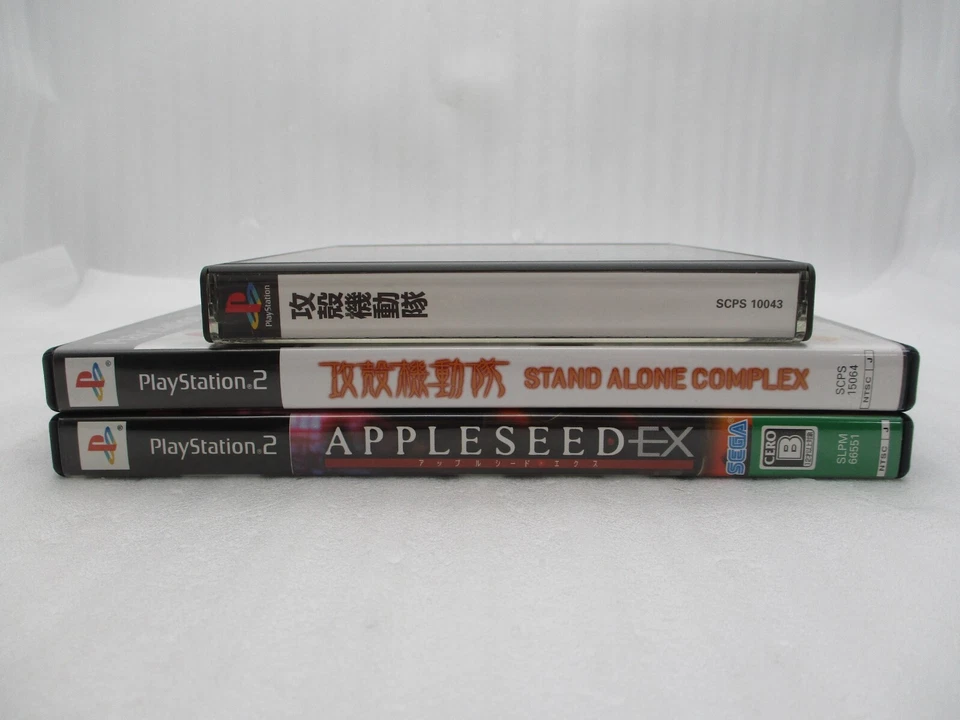 PlayStation
攻殻機動隊
SCPS 10043
PlayStation.2
攻殻機動隊 STAND ALONE COMPLEX
SCPS
15064
NTSC J
PlayStation.2
APPLESEED EX
アップルシード・エクス
SEGA
CERO
B
SLPM
66551
NTSC J